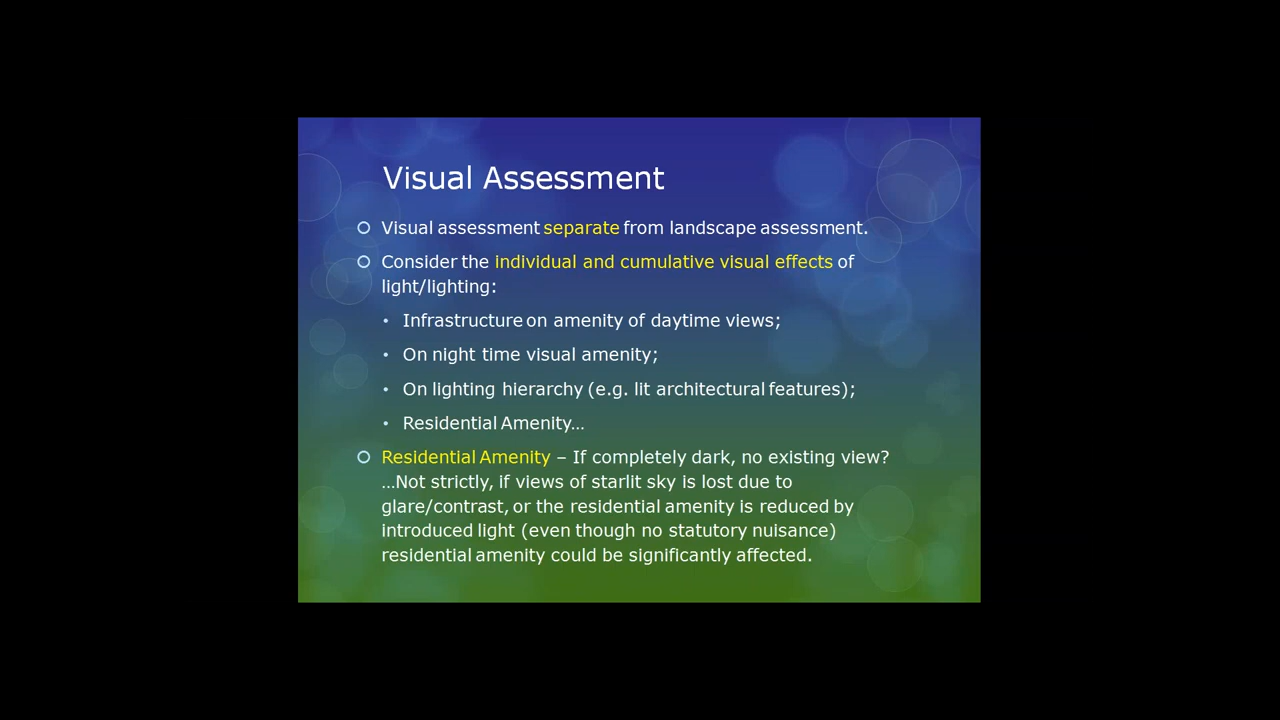 Visual Assessment
Visual assessment separate from landscape assessment.
Consider the individual and cumulative visual effects of
light/lighting:
• Infrastructure on amenity of daytime views;
• On night time visual amenity;
• On lighting hierarchy (e.g. lit architectural features);
• Residential Amenity…
Residential Amenity – If completely dark, no existing view?
…Not strictly, if views of starlit sky is lost due to
glare/contrast, or the residential amenity is reduced by
introduced light (even though no statutory nuisance)
residential amenity could be significantly affected.